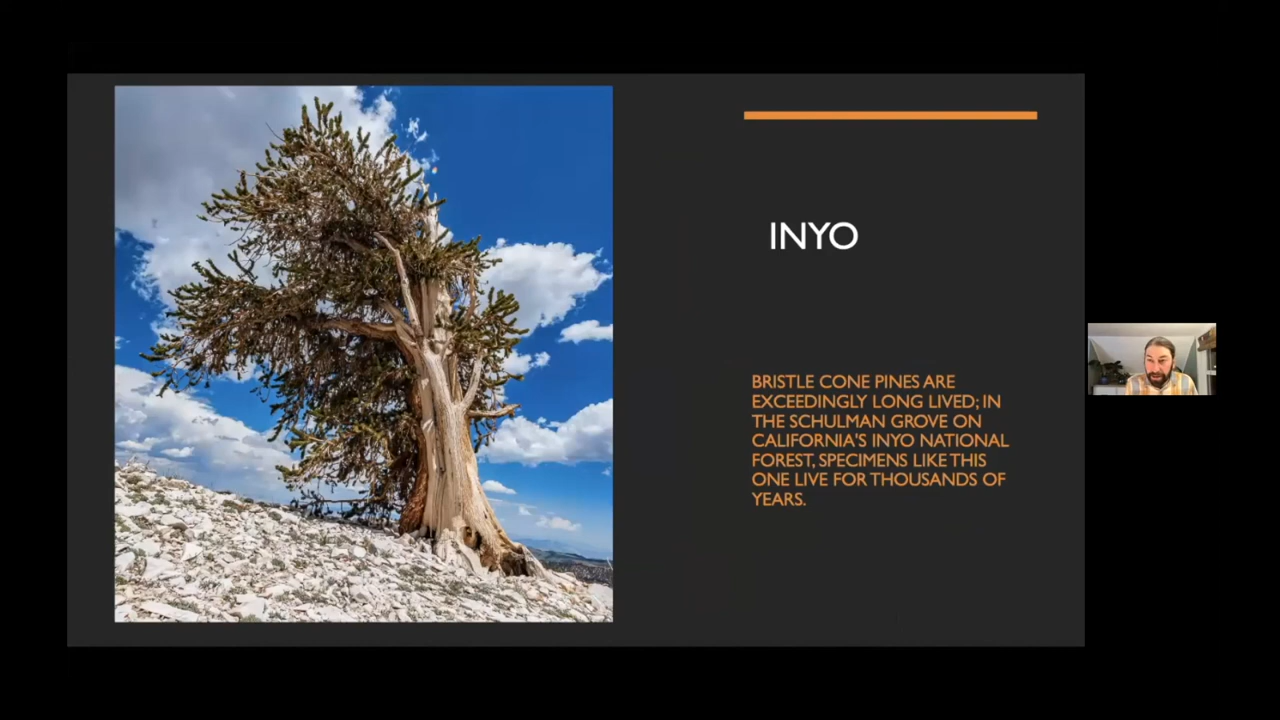 INYO
BRISTLE CONE PINES ARE
EXCEEDINGLY LONG LIVED; IN
THE SCHULMAN GROVE ON
CALIFORNIA'S INYO NATIONAL
FOREST, SPECIMENS LIKE THIS
ONE LIVE FOR THOUSANDS OF
YEARS.